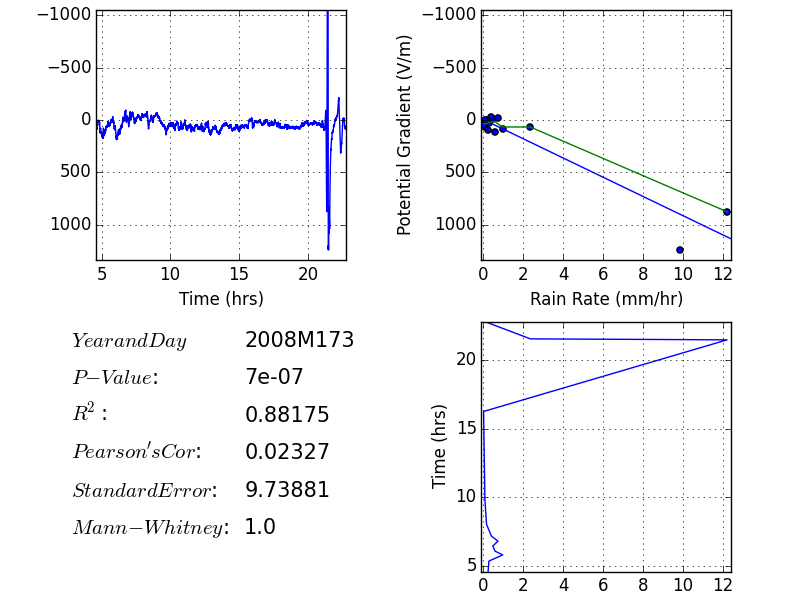 −1000
−500
0
500
1000
5 10 15 20
Time (hrs)
Potential Gradient (V/m)
−1000
−500
0
500
1000
0 2 4 6 8 10 12
Rain Rate (mm/hr)
YearandDay 2008M173
P−Value: 7e-07
R²: 0.88175
Pearson'sCor: 0.02327
StandardError: 9.73881
Mann−Whitney: 1.0
Time (hrs)
20
15
10
5
0 2 4 6 8 10 12